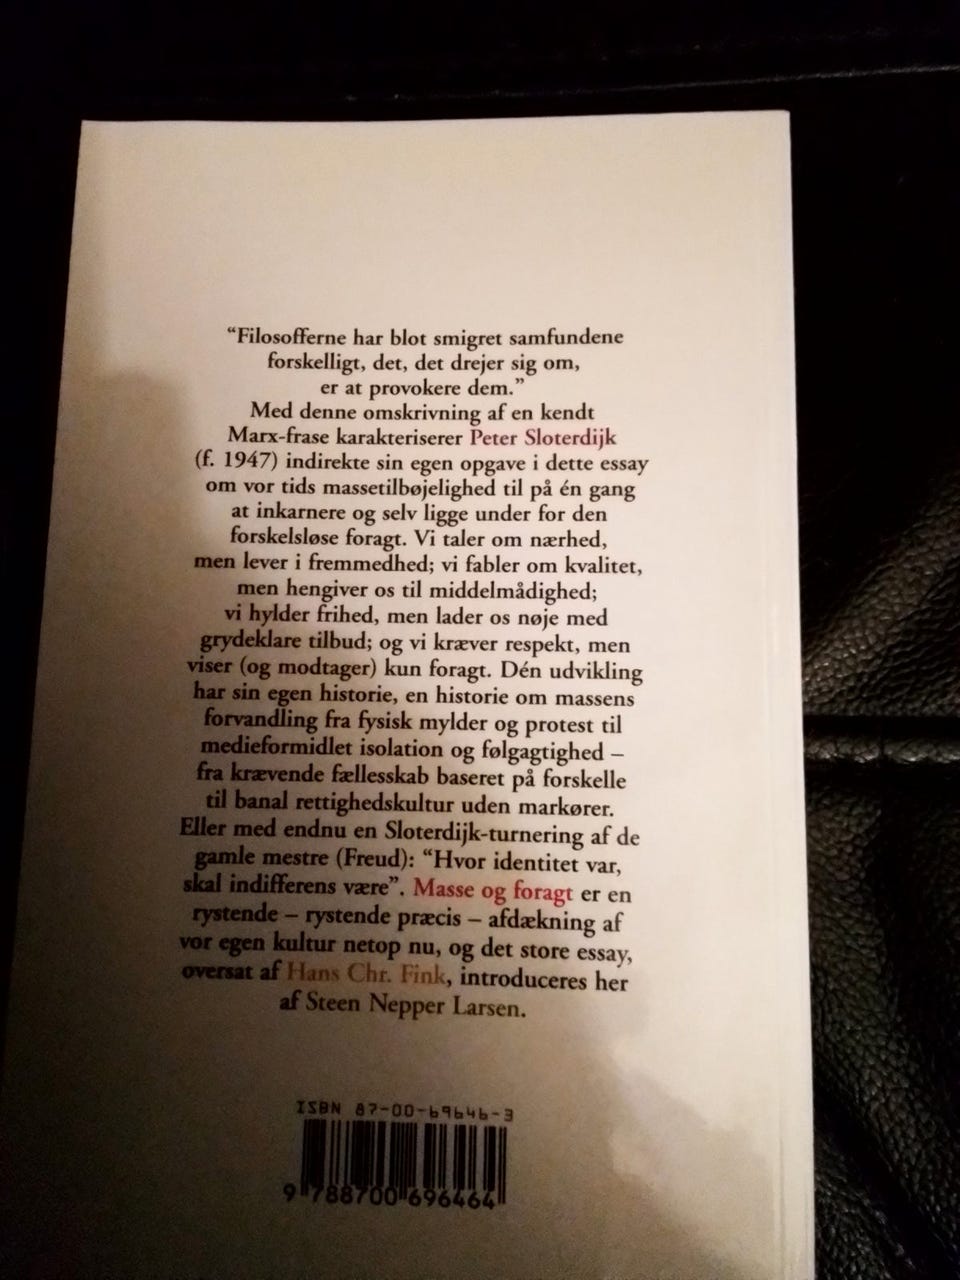 “Filosofferne har blot smigret samfundene
forskelligt, det, det drejer sig om,
er at provokere dem.”
Med denne omskrivning af en kendt
Marx-frase karakteriserer Peter Sloterdijk
(f. 1947) indirekte sin egen opgave i dette essay
om vor tids massetilbøjelighed til på én gang
at inkarnere og selv ligge under for den
forskelsløse foragt. Vi taler om nærhed,
men lever i fremmedhed; vi fabler om kvalitet,
men hengiver os til middelmådighed;
vi hylder frihed, men lader os nøje med
grydeklare tilbud; og vi kræver respekt, men
viser (og modtager) kun foragt. Dén udvikling
har sin egen historie, en historie om massens
forvandling fra fysisk mylder og protest til
medieformidlet isolation og følgagtighed –
fra krævende fællesskab baseret på forskelle
til banal rettighedskultur uden markører.
Eller med endnu en Sloterdijk-turnering af de
gamle mestre (Freud): “Hvor identitet var,
skal indifferens være”. Masse og foragt er en
rystende – rystende præcis – afdækning af
vor egen kultur netop nu, og det store essay,
oversat af Hans Chr. Fink, introduceres her
af Steen Nepper Larsen.
ISBN 87-00-69646-3
9 788700 696464